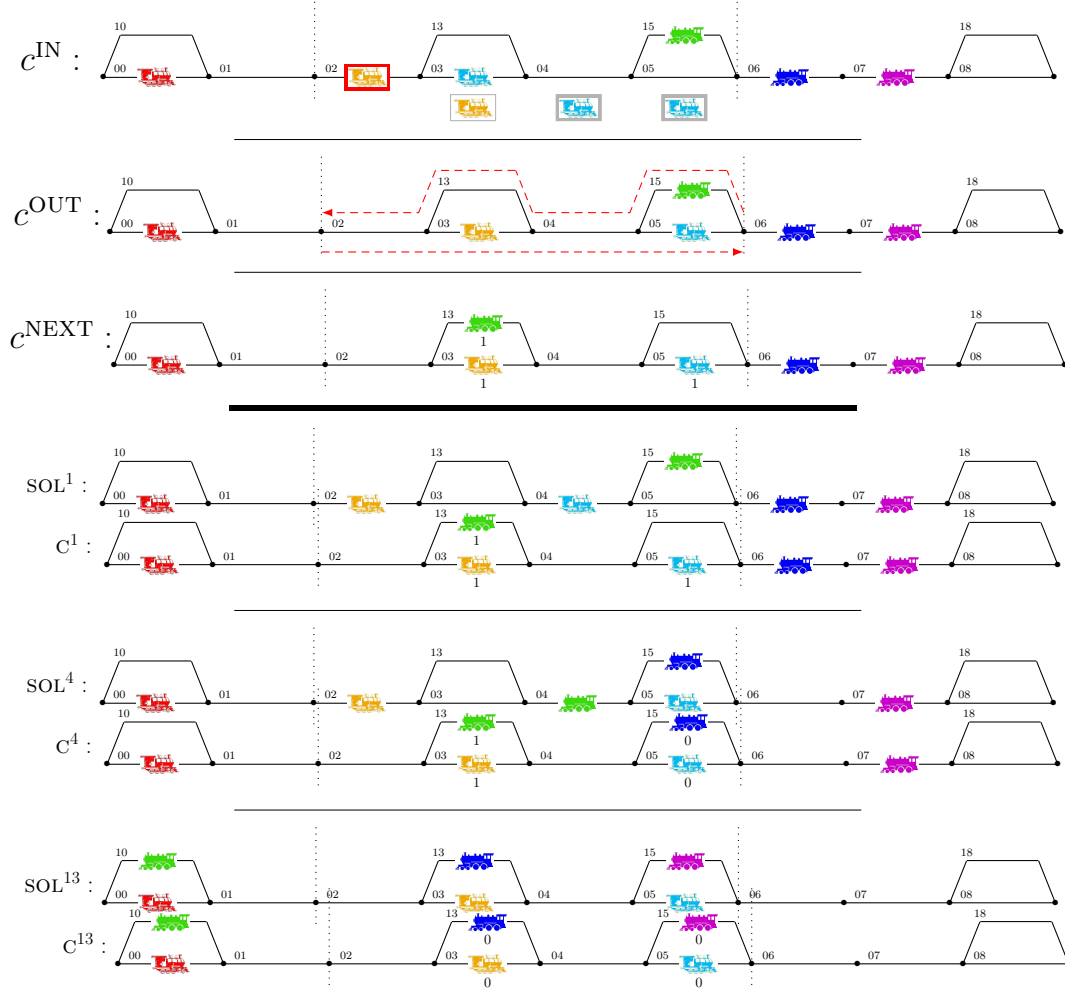 10 13 15 18
c^IN : 00 01 02 03 04 05 06 07 08
10 13 15 18
c^OUT : 00 01 02 03 04 05 06 07 08
10 13 15 18
1
c^NEXT : 00 01 02 03 04 05 06 07 08
1 1
10 13 15 18
SOL^1 : 00 01 02 03 04 05 06 07 08
10 13 15 18
1
C^1 : 00 01 02 03 04 05 06 07 08
1 1
10 13 15 18
SOL^4 : 00 01 02 03 04 05 06 07 08
10 13 15 18
1 0
C^4 : 00 01 02 03 04 05 06 07 08
1 0
10 13 15 18
SOL^13 : 00 01 02 03 04 05 06 07 08
10 13 15 18
0 0
C^13 : 00 01 02 03 04 05 06 07 08
0 0